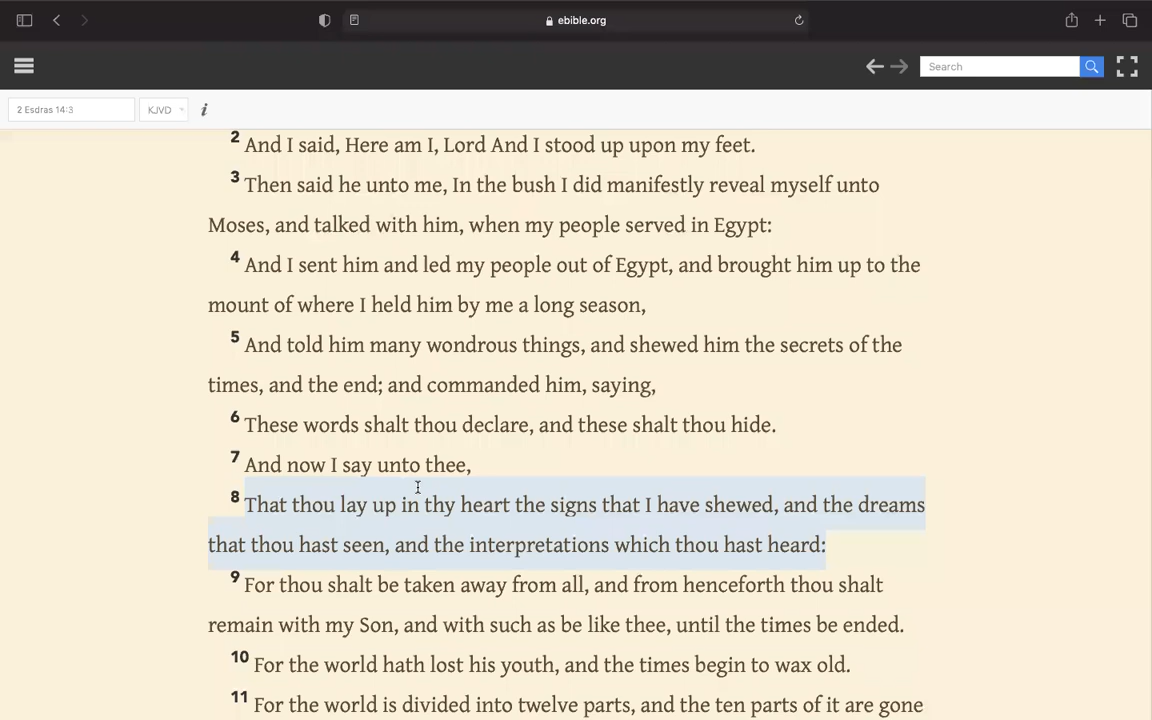 ebible.org
Search
2 Esdras 14:3
KJVD
i
2 And I said, Here am I, Lord And I stood up upon my feet.
3 Then said he unto me, In the bush I did manifestly reveal myself unto
Moses, and talked with him, when my people served in Egypt:
4 And I sent him and led my people out of Egypt, and brought him up to the
mount of where I held him by me a long season,
5 And told him many wondrous things, and shewed him the secrets of the
times, and the end; and commanded him, saying,
6 These words shalt thou declare, and these shalt thou hide.
7 And now I say unto thee,
8 That thou lay up in thy heart the signs that I have shewed, and the dreams
that thou hast seen, and the interpretations which thou hast heard:
9 For thou shalt be taken away from all, and from henceforth thou shalt
remain with my Son, and with such as be like thee, until the times be ended.
10 For the world hath lost his youth, and the times begin to wax old.
11 For the world is divided into twelve parts, and the ten parts of it are gone